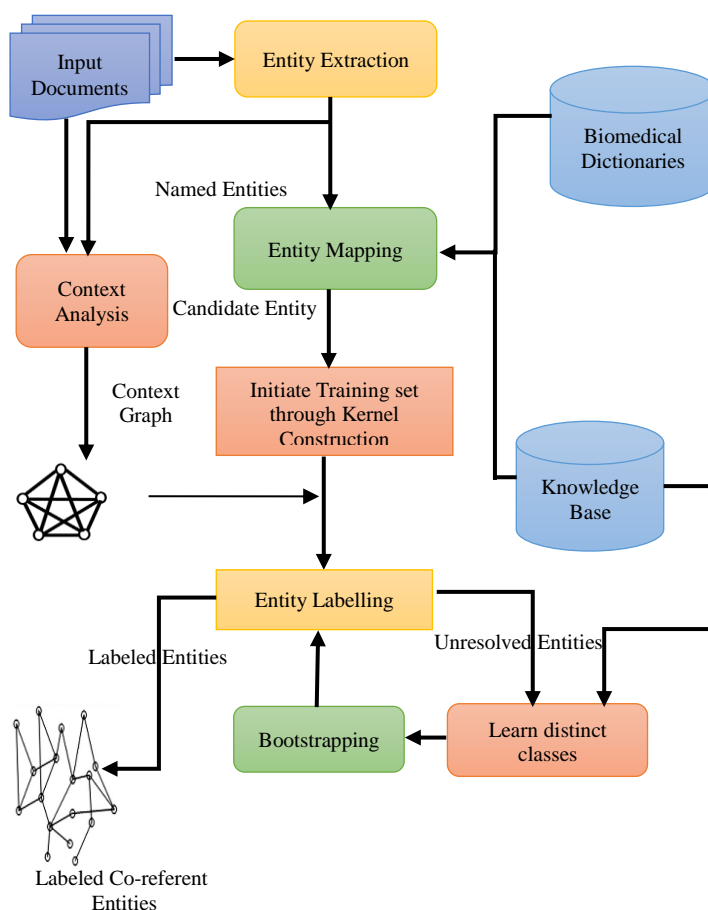 Input
Documents
Entity Extraction
Biomedical
Dictionaries
Named Entities
Entity Mapping
Context
Analysis
Candidate Entity
Context
Graph
Initiate Training set
through Kernel
Construction
Knowledge
Base
Entity Labelling
Labeled Entities
Unresolved Entities
Bootstrapping
Learn distinct
classes
Labeled Co-referent
Entities